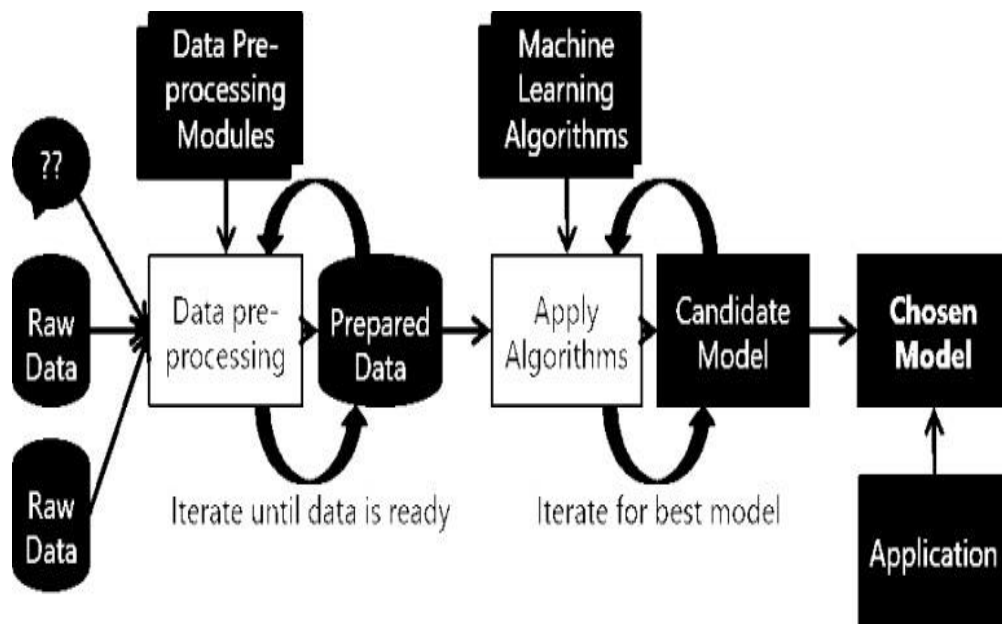 Data Pre-
processing
Modules
Machine
Learning
Algorithms
??
Raw
Data
Data pre-
processing
Prepared
Data
Apply
Algorithms
Candidate
Model
Chosen
Model
Raw
Data
Iterate until data is ready
Iterate for best model
Application